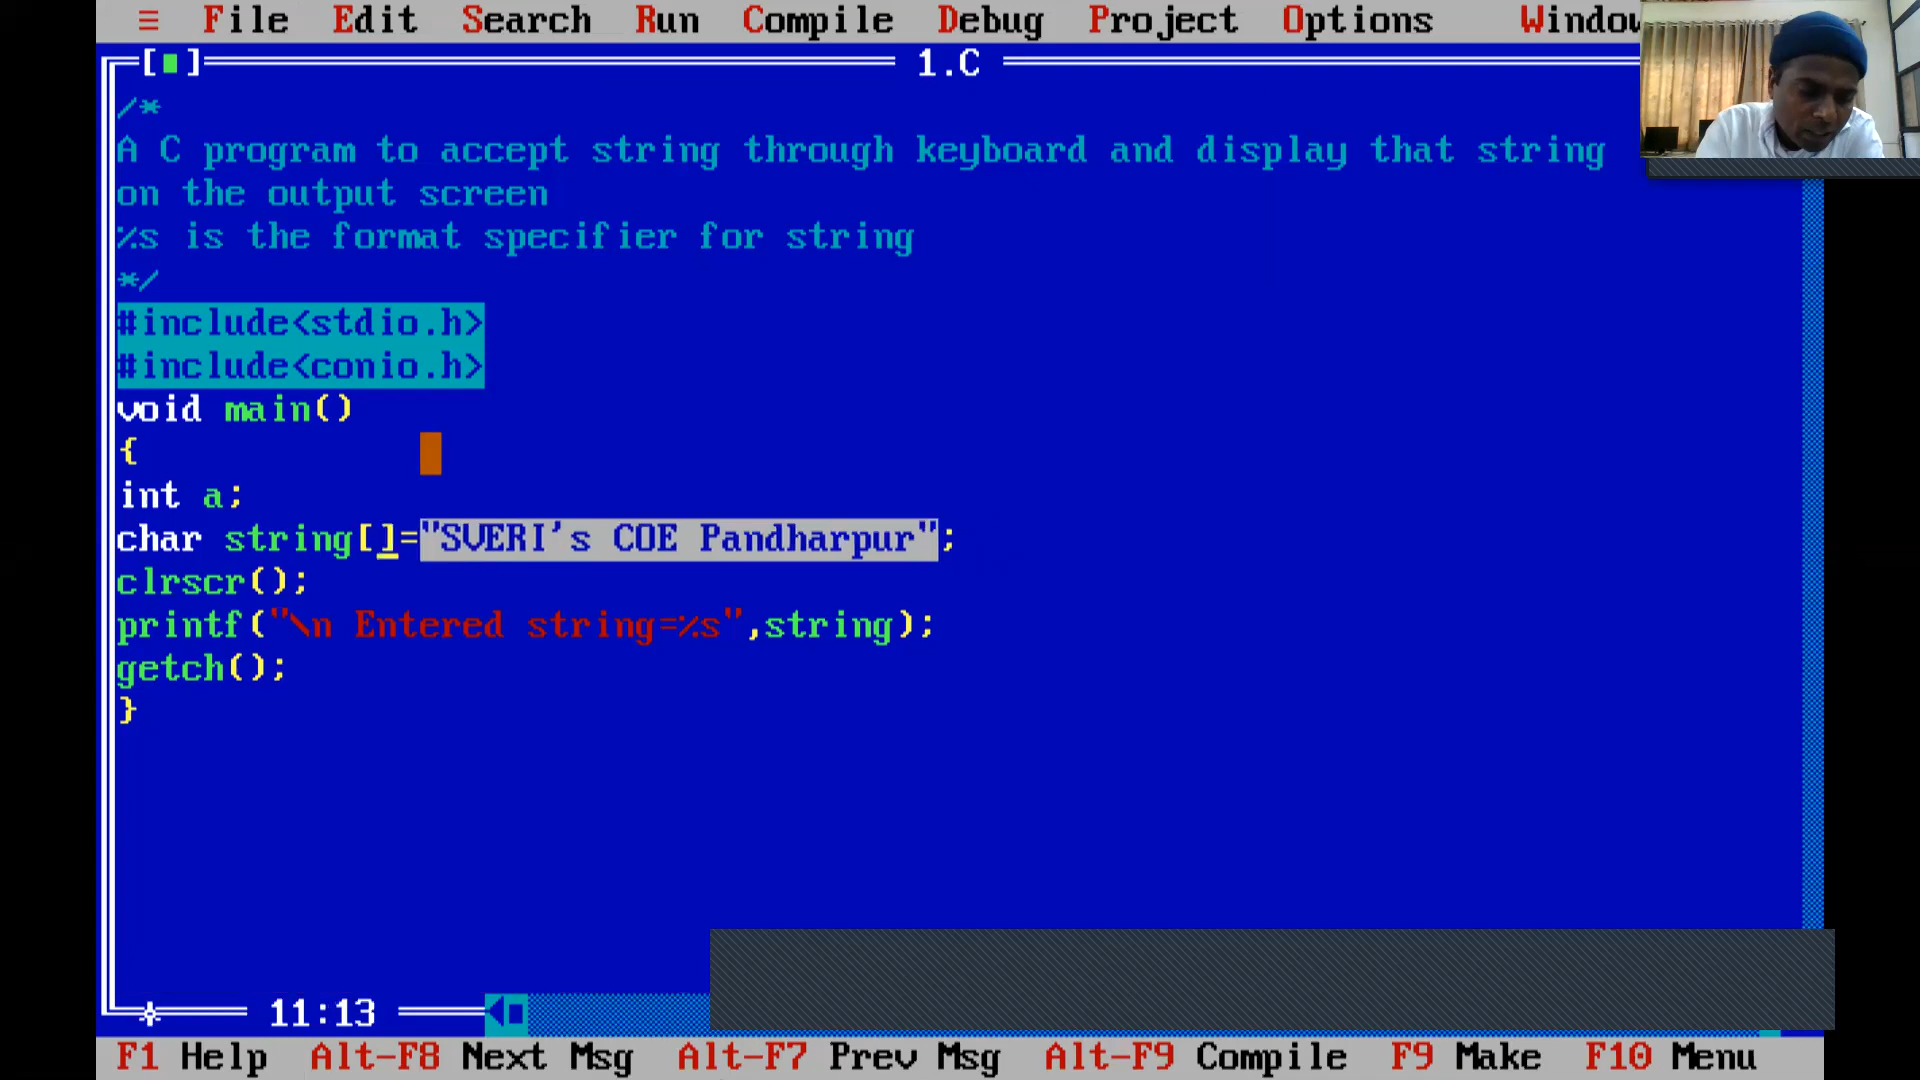 ≡ File Edit Search Run Compile Debug Project Options Window
[■] 1.C
/*
A C program to accept string through keyboard and display that string
on the output screen
%s is the format specifier for string
*/
#include<stdio.h>
#include<conio.h>
void main()
{
int a;
char string[]="SVERI's COE Pandharpur";
clrscr();
printf("\n Entered string=%s",string);
getch();
}
11:13
F1 Help Alt-F8 Next Msg Alt-F7 Prev Msg Alt-F9 Compile F9 Make F10 Menu